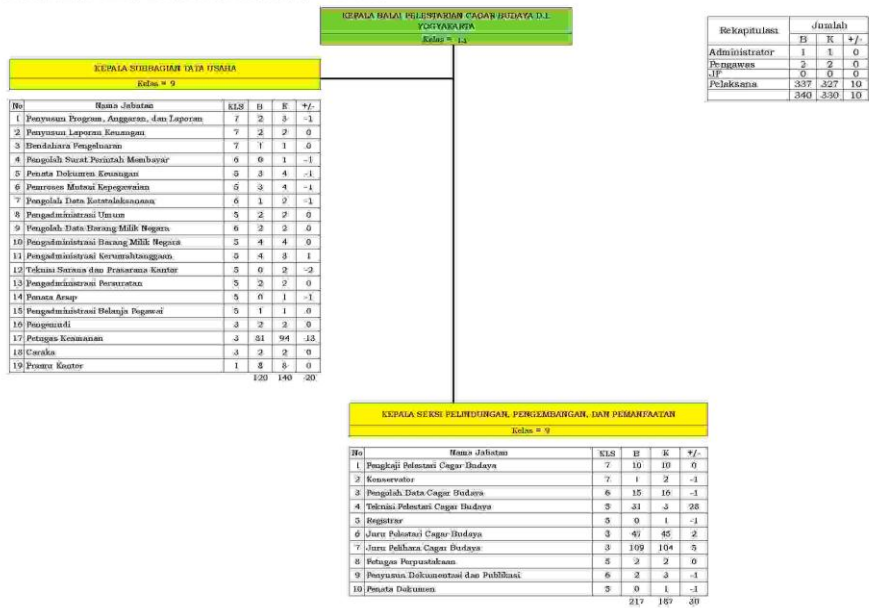 KEPALA BALAI PELESTARIAN CAGAR BUDAYA D.I.
YOGYAKARTA
Kelas = 11
Rekapitulasi Jumlah
B K +/-
Administrator 1 1 0
Pengawas 2 2 0
JF 0 0 0
Pelaksana 337 327 10
340 330 10
KEPALA SUBBAGIAN TATA USAHA
Kelas = 9
No Nama Jabatan KLS B K +/-
1 Penyusun Program, Anggaran, dan Laporan 7 2 3 -1
2 Penyusun Laporan Keuangan 7 2 2 0
3 Bendahara Pengeluaran 7 1 1 0
4 Pengolah Surat Perintah Membayar 6 0 1 -1
5 Penata Dokumen Keuangan 5 3 4 -1
6 Pemroses Mutasi Kepegawaian 5 3 4 -1
7 Pengolah Data Ketatalaksanaan 6 1 2 -1
8 Pengadministrasi Umum 5 2 2 0
9 Pengolah Data Barang Milik Negara 6 2 2 0
10 Pengadministrasi Barang Milik Negara 5 4 4 0
11 Pengadministrasi Kerumahtanggaan 5 4 3 1
12 Teknisi Sarana dan Prasarana Kantor 5 0 2 -2
13 Pengadministrasi Persuratan 5 2 2 0
14 Penata Arsip 5 0 1 -1
15 Pengadministrasi Belanja Pegawai 5 1 1 0
16 Pengemudi 3 2 2 0
17 Petugas Keamanan 3 81 94 -13
18 Caraka 3 2 2 0
19 Pramu Kantor 1 8 8 0
120 140 -20
KEPALA SEKSI PELINDUNGAN, PENGEMBANGAN, DAN PEMANFAATAN
Kelas = 9
No Nama Jabatan KLS B K +/-
1 Pengkaji Pelestari Cagar Budaya 7 10 10 0
2 Konservator 7 1 2 -1
3 Pengolah Data Cagar Budaya 6 15 16 -1
4 Teknisi Pelestari Cagar Budaya 5 31 3 28
5 Registrar 5 0 1 -1
6 Juru Pelestari Cagar Budaya 3 47 45 2
7 Juru Pelihara Cagar Budaya 3 109 104 5
8 Petugas Perpustakaan 5 2 2 0
9 Penyusun Dokumentasi dan Publikasi 6 2 3 -1
10 Penata Dokumen 5 0 1 -1
217 187 30